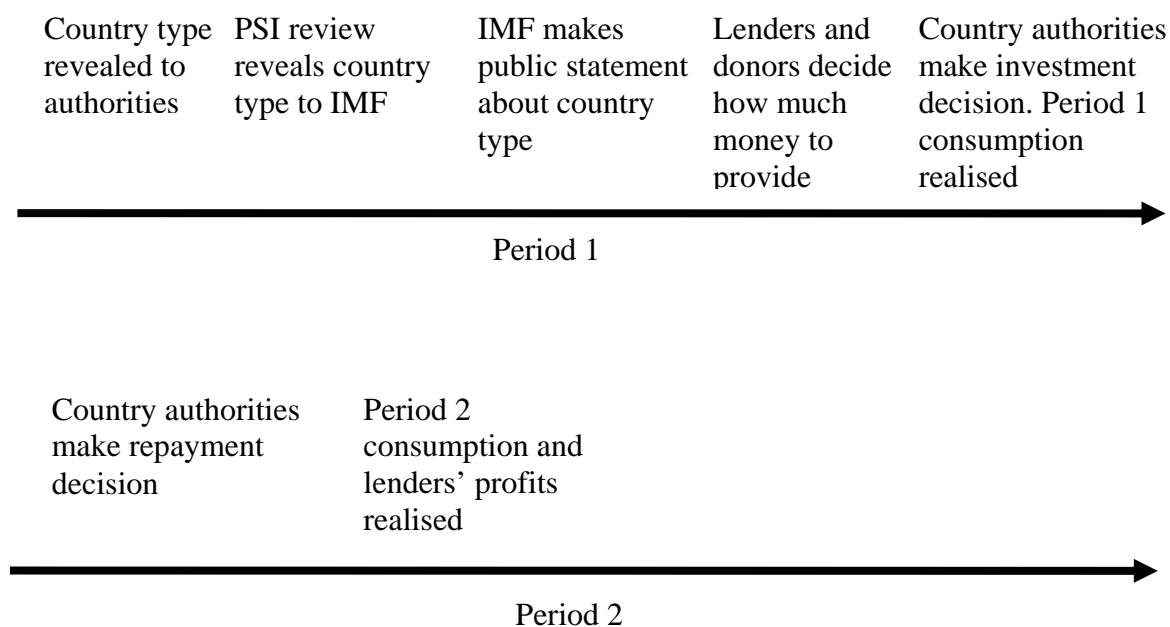 Country type
revealed to
authorities
PSI review
reveals country
type to IMF
IMF makes
public statement
about country
type
Lenders and
donors decide
how much
money to
provide
Country authorities
make investment
decision. Period 1
consumption
realised
Period 1
Country authorities
make repayment
decision
Period 2
consumption and
lenders' profits
realised
Period 2